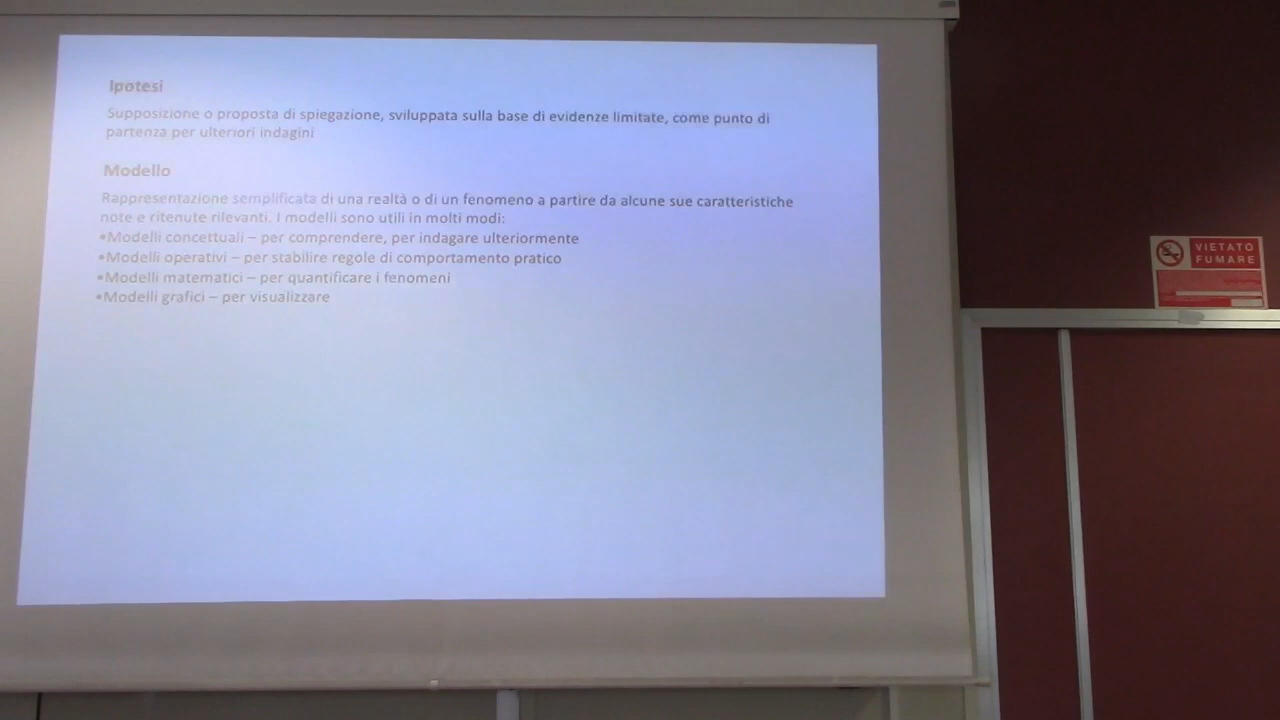 Ipotesi
Supposizione o proposta di spiegazione, sviluppata sulla base di evidenze limitate, come punto di
partenza per ulteriori indagini
Modello
Rappresentazione semplificata di una realtà o di un fenomeno a partire da alcune sue caratteristiche
note e ritenute rilevanti. I modelli sono utili in molti modi:
•Modelli concettuali – per comprendere, per indagare ulteriormente
•Modelli operativi – per stabilire regole di comportamento pratico
•Modelli matematici – per quantificare i fenomeni
•Modelli grafici – per visualizzare
VIETATO
FUMARE